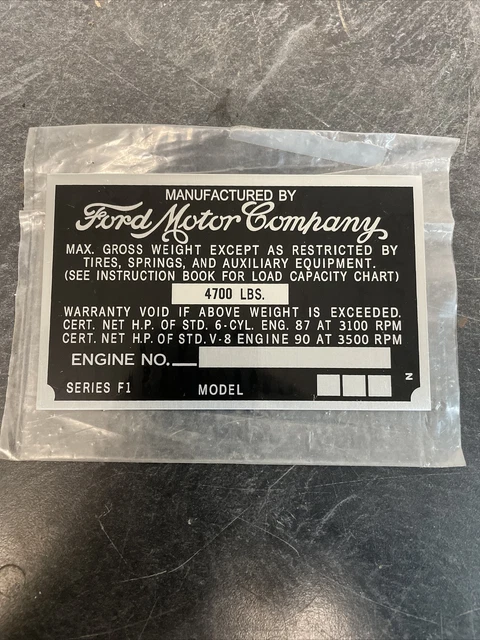 MANUFACTURED BY
Ford Motor Company
MAX. GROSS WEIGHT EXCEPT AS RESTRICTED BY
TIRES, SPRINGS, AND AUXILIARY EQUIPMENT.
(SEE INSTRUCTION BOOK FOR LOAD CAPACITY CHART)
4700 LBS.
WARRANTY VOID IF ABOVE WEIGHT IS EXCEEDED.
CERT. NET H.P. OF STD. 6-CYL. ENG. 87 AT 3100 RPM
CERT. NET H.P. OF STD. V-8 ENGINE 90 AT 3500 RPM
ENGINE NO.
SERIES F1 MODEL N